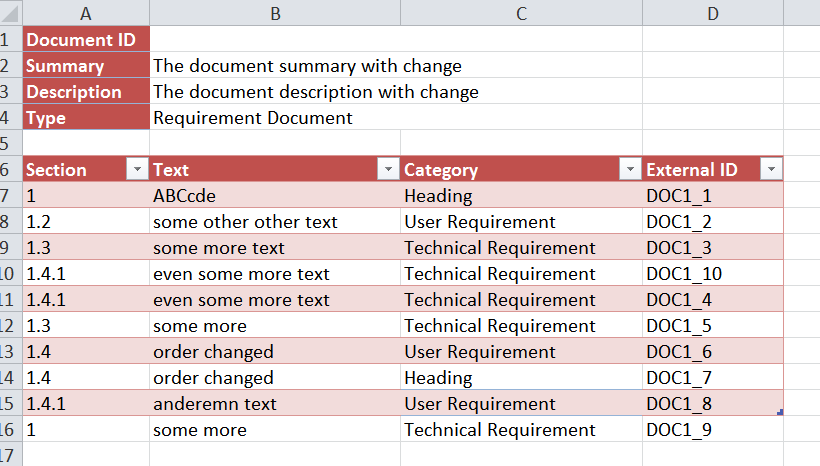 A B C D
1 Document ID
2 Summary The document summary with change
3 Description The document description with change
4 Type Requirement Document
5
6 Section Text Category External ID
7 1 ABCcde Heading DOC1_1
8 1.2 some other other text User Requirement DOC1_2
9 1.3 some more text Technical Requirement DOC1_3
10 1.4.1 even some more text Technical Requirement DOC1_10
11 1.4.1 even some more text Technical Requirement DOC1_4
12 1.3 some more Technical Requirement DOC1_5
13 1.4 order changed User Requirement DOC1_6
14 1.4 order changed Heading DOC1_7
15 1.4.1 anderemn text User Requirement DOC1_8
16 1 some more Technical Requirement DOC1_9
17